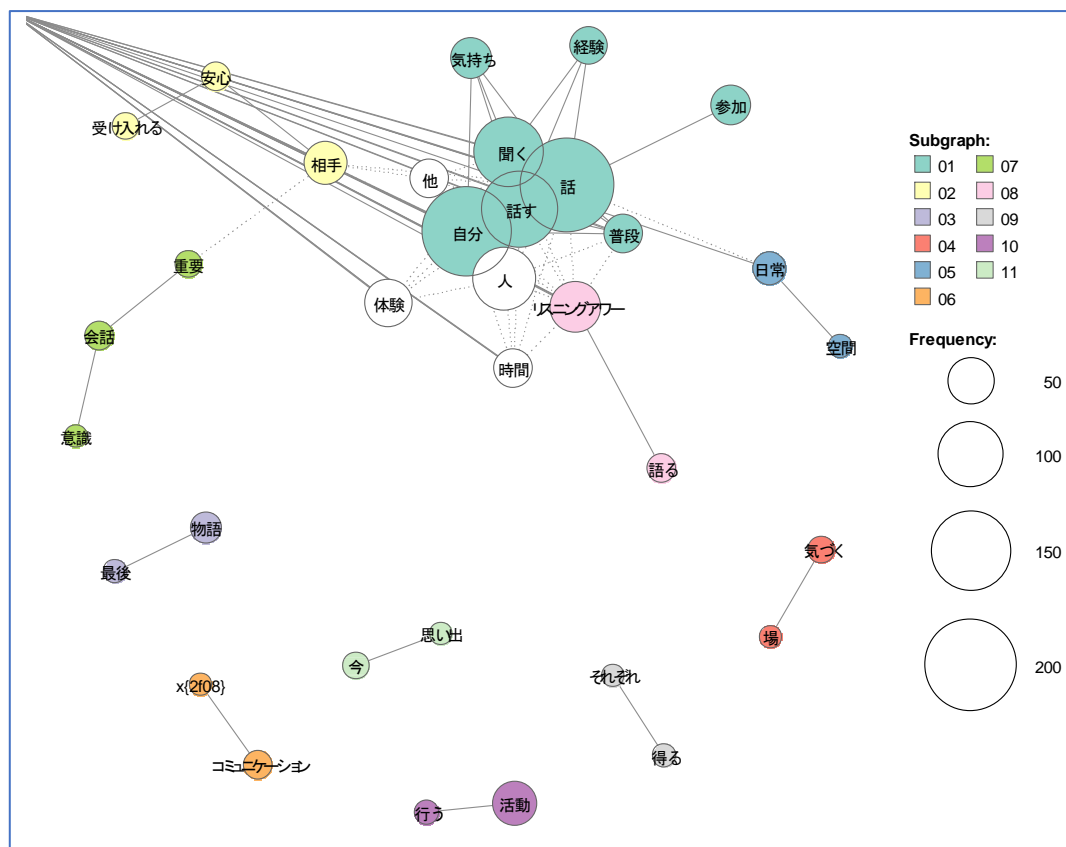 経験
気持ち
安心
参加
受け入れる
聞く
相手
他
話
話す
自分
普段
重要
日常
人
体験
リスニングアワー
会話
空間
時間
意識
語る
物語
気づく
最後
思い出
場
今
それぞれ
x{2f08}
得る
コミュニケーション
活動
行う
Subgraph:
01 07
02 08
03 09
04 10
05 11
06
Frequency:
50
100
150
200